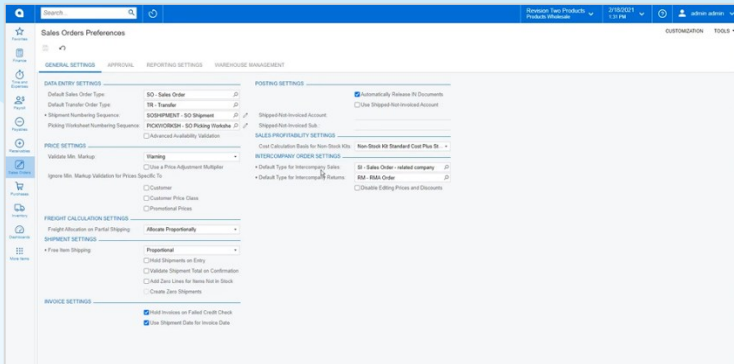 Search...
Revision Two Products
Products Wholesale
2/18/2021
1:31 PM
admin admin
Sales Orders Preferences
CUSTOMIZATION TOOLS
GENERAL SETTINGS APPROVAL REPORTING SETTINGS WAREHOUSE MANAGEMENT
Favorites
Finance
Time and Expenses
Payroll
Payables
Receivables
Sales Orders
Purchases
Inventory
Dashboards
More Items
DATA ENTRY SETTINGS
Default Sales Order Type: SO - Sales Order
Default Transfer Order Type: TR - Transfer
Shipment Numbering Sequence: SOSHIPMENT - SO Shipment
Picking Worksheet Numbering Sequence: PICKWORKSH - SO Picking Workshe
Advanced Availability Validation
PRICE SETTINGS
Validate Min. Markup: Warning
Use a Price Adjustment Multiplier
Ignore Min. Markup Validation for Prices Specific To:
Customer
Customer Price Class
Promotional Prices
FREIGHT CALCULATION SETTINGS
Freight Allocation on Partial Shipping: Allocate Proportionally
SHIPMENT SETTINGS
Free Item Shipping: Proportional
Hold Shipments on Entry
Validate Shipment Total on Confirmation
Add Zero Lines for Items Not in Stock
Create Zero Shipments
INVOICE SETTINGS
Hold Invoices on Failed Credit Check
Use Shipment Date for Invoice Date
POSTING SETTINGS
Automatically Release IN Documents
Use Shipped-Not-Invoiced Account
Shipped-Not-Invoiced Account:
Shipped-Not-Invoiced Sub:
SALES PROFITABILITY SETTINGS
Cost Calculation Basis for Non-Stock Kits: Non-Stock Kit Standard Cost Plus St...
INTERCOMPANY ORDER SETTINGS
Default Type for Intercompany Sales: SI - Sales Order - related company
Default Type for Intercompany Returns: RM - RMA Order
Disable Editing Prices and Discounts